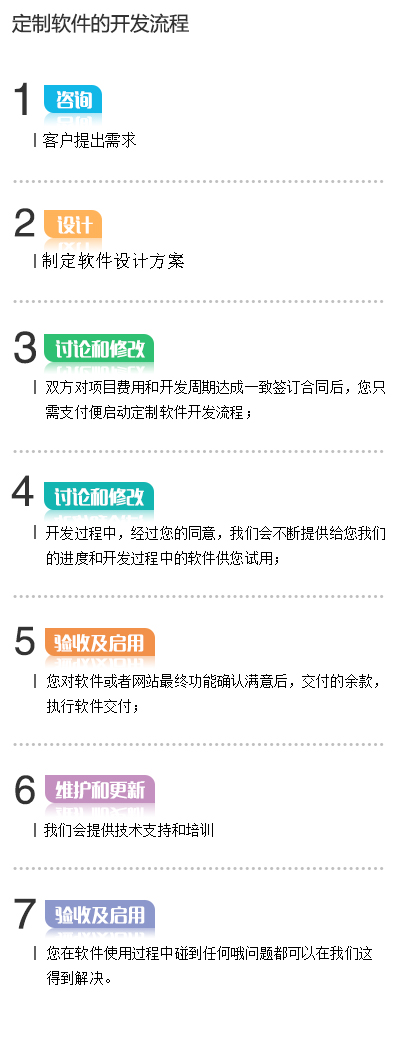 定制软件的开发流程
1 咨询
客户提出需求
2 设计
制定软件设计方案
3 讨论和修改
双方对项目费用和开发周期达成一致签订合同后，您只
需支付便启动定制软件开发流程；
4 讨论和修改
开发过程中，经过您的同意，我们会不断提供给您我们
的进度和开发过程中的软件供您试用；
5 验收及启用
您对软件或者网站最终功能确认满意后，交付的余款，
执行软件交付；
6 维护和更新
我们会提供技术支持和培训
7 验收及启用
您在软件使用过程中碰到任何哦问题都可以在我们这
得到解决。